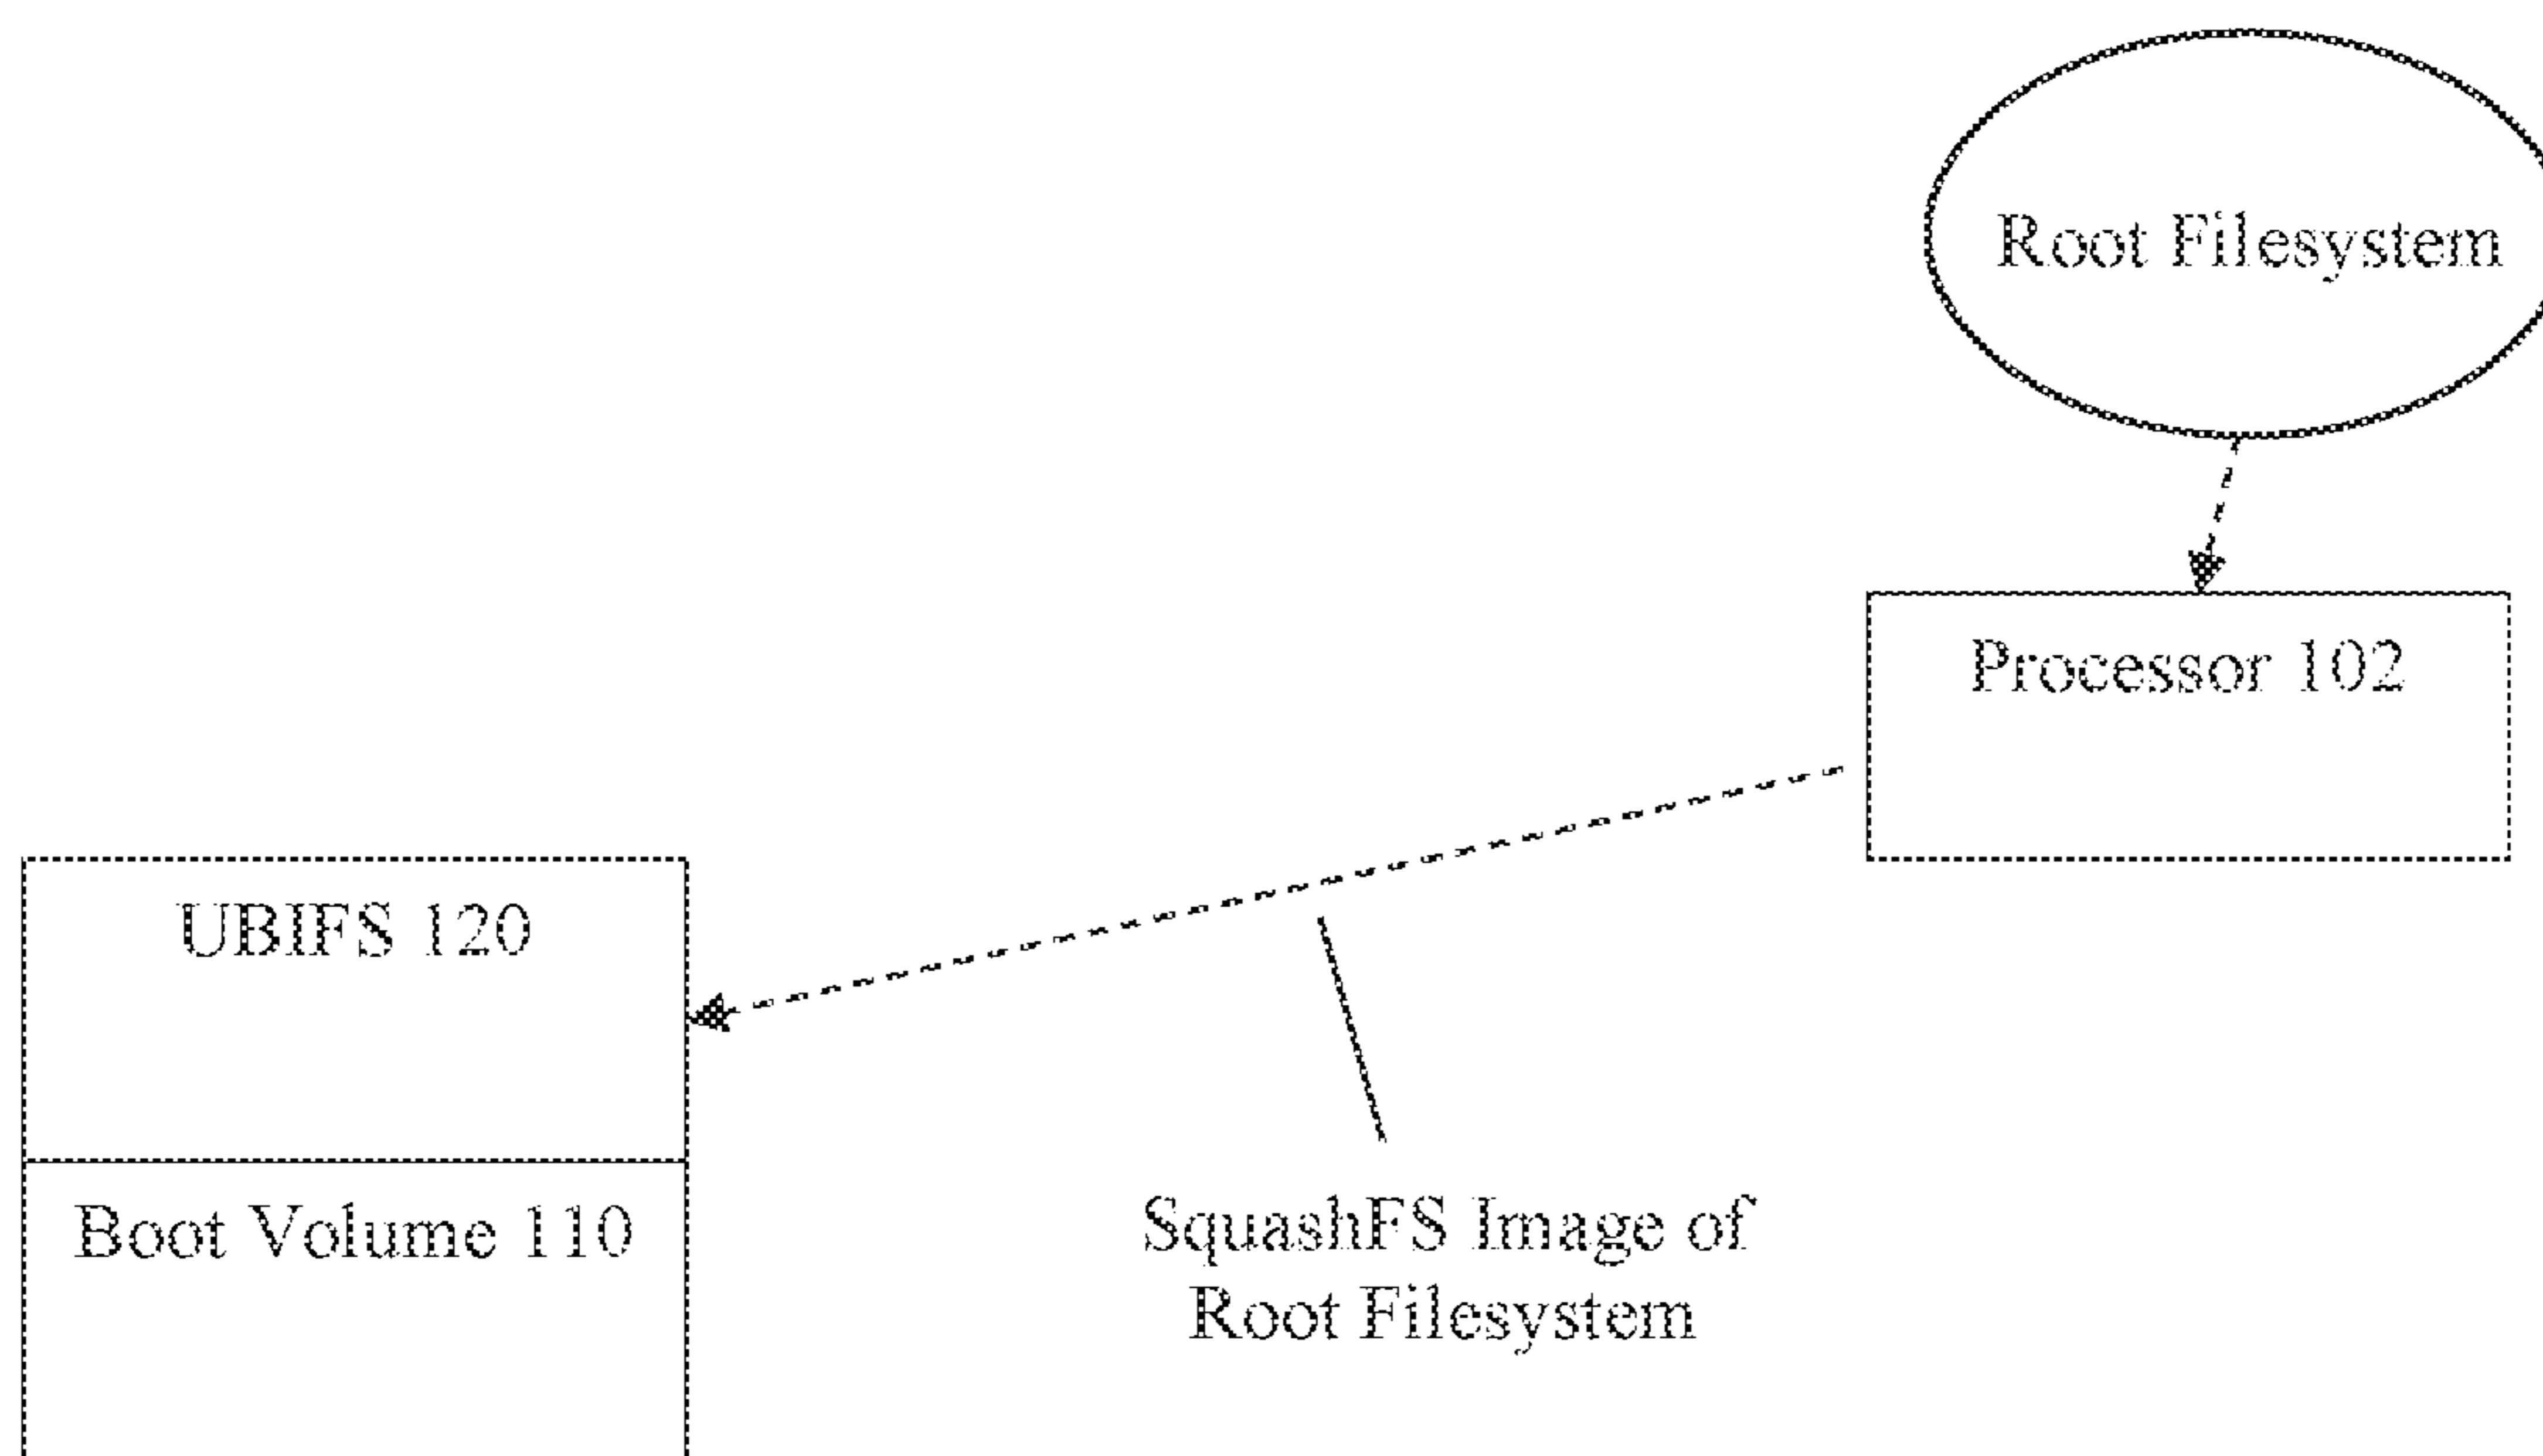 Root Filesystem
Processor 102
UBIFS 120
Boot Volume 110
SquashFS Image of
Root Filesystem